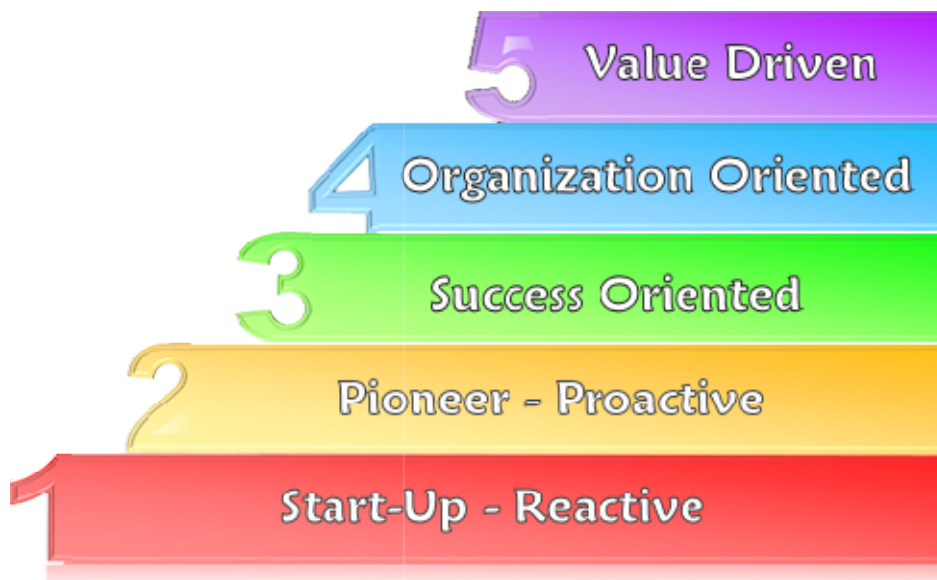 5 Value Driven
4 Organization Oriented
3 Success Oriented
2 Pioneer - Proactive
1 Start-Up - Reactive